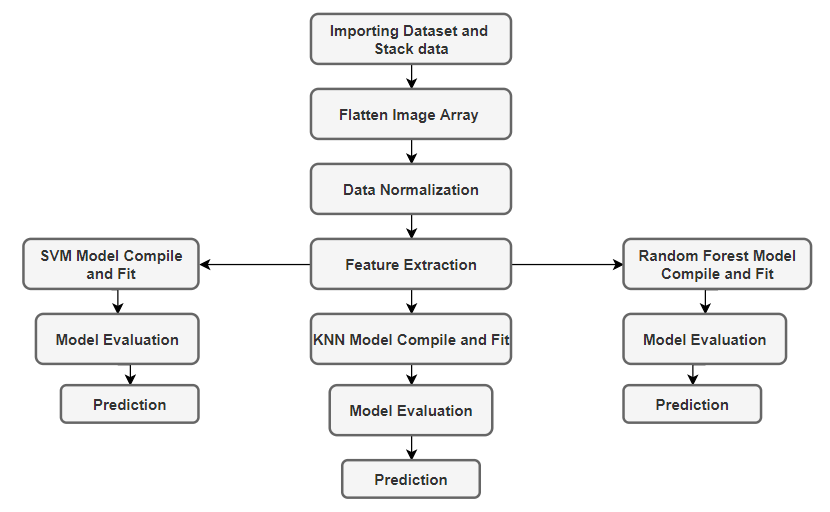 Importing Dataset and
Stack data
Flatten Image Array
Data Normalization
SVM Model Compile
and Fit
Feature Extraction
Random Forest Model
Compile and Fit
Model Evaluation
KNN Model Compile and Fit
Model Evaluation
Prediction
Model Evaluation
Prediction
Prediction